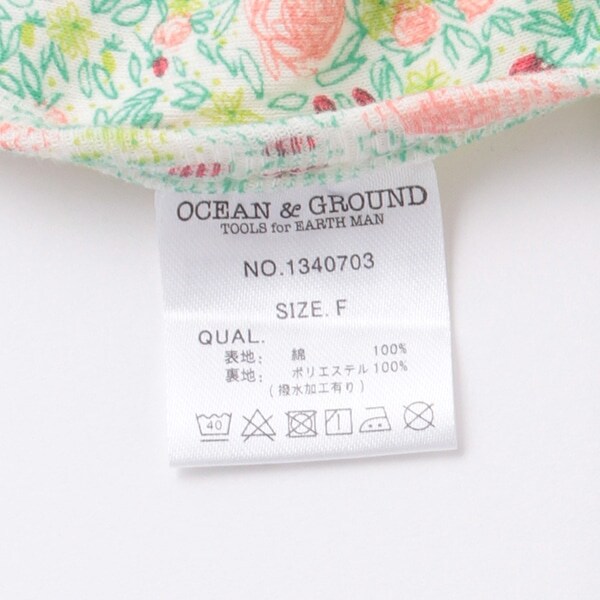 OCEAN & GROUND
TOOLS for EARTH MAN
NO.1340703
SIZE. F
QUAL.
表地: 綿 100%
裏地: ポリエステル 100%
(撥水加工有り)
40